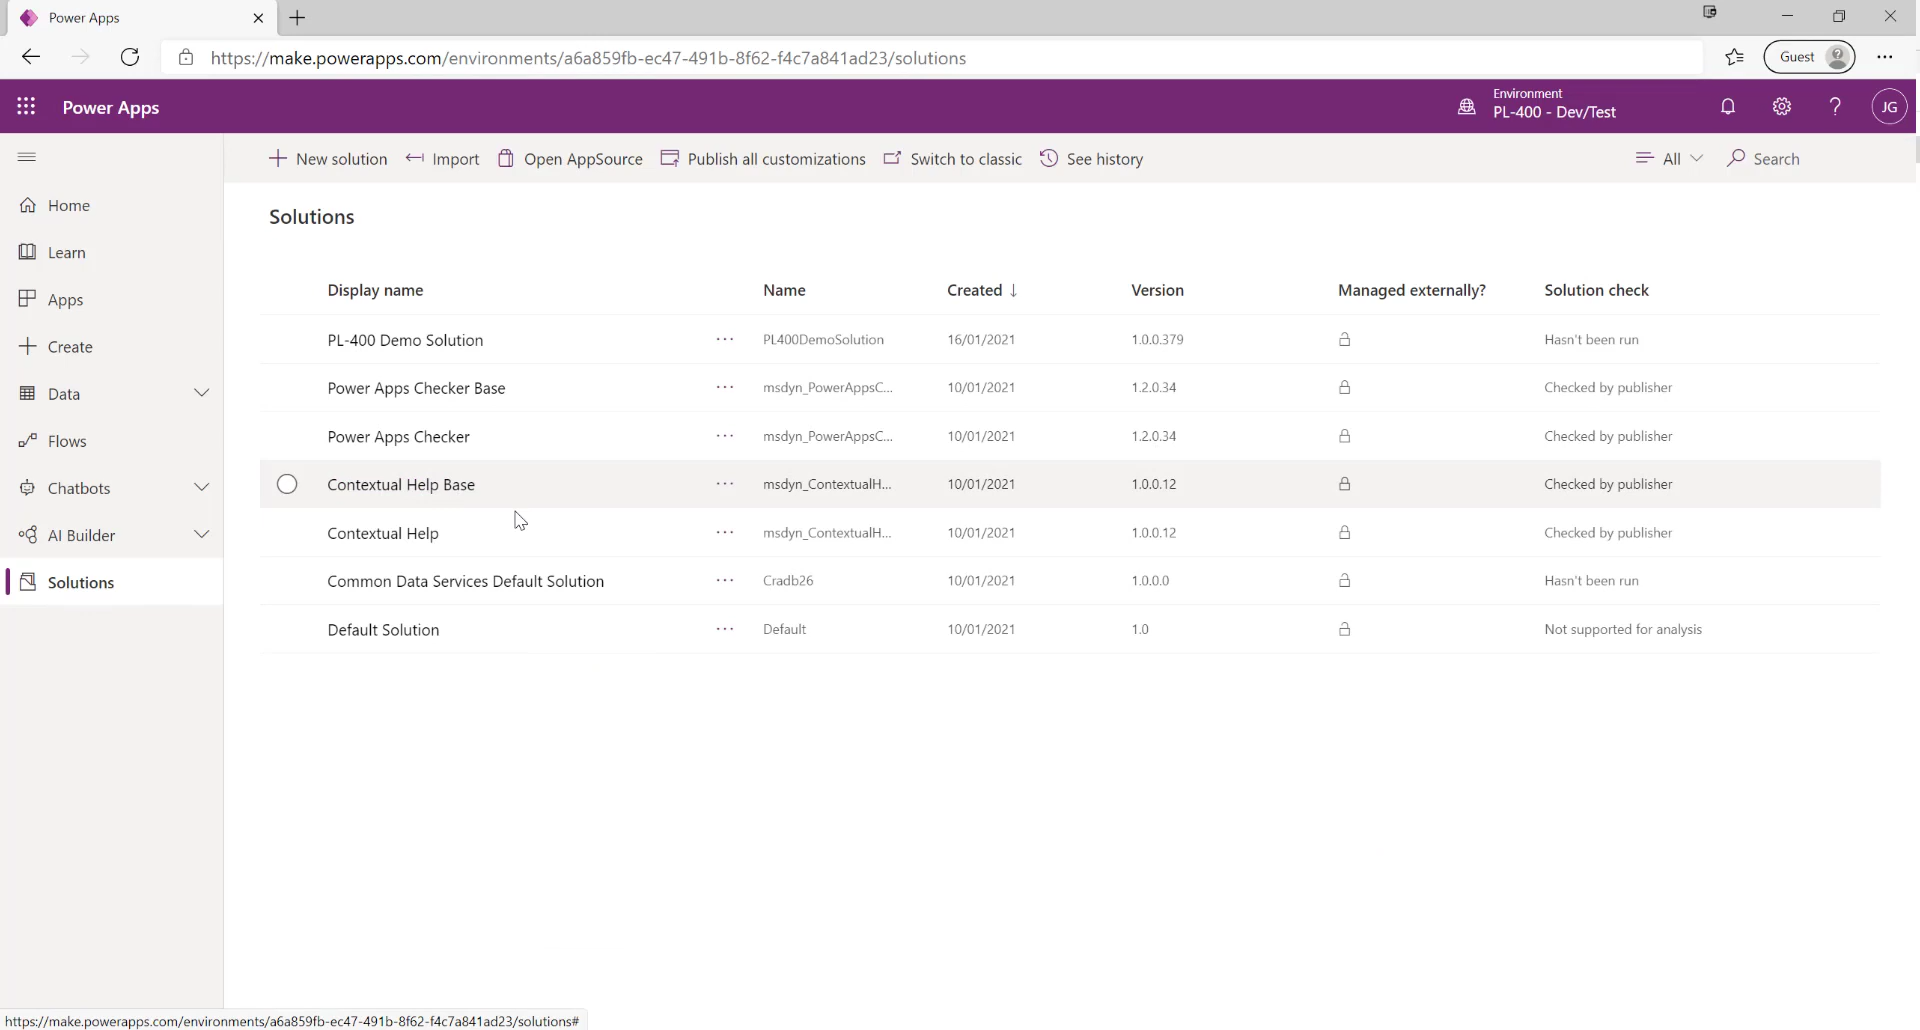 Power Apps
https://make.powerapps.com/environments/a6a859fb-ec47-491b-8f62-f4c7a841ad23/solutions
Guest
Power Apps
Environment
PL-400 - Dev/Test
JG
New solution Import Open AppSource Publish all customizations Switch to classic See history All Search
Home
Learn
Apps
Create
Data
Flows
Chatbots
AI Builder
Solutions
Solutions
Display name Name Created Version Managed externally? Solution check
PL-400 Demo Solution PL400DemoSolution 16/01/2021 1.0.0.379 Hasn't been run
Power Apps Checker Base msdyn_PowerAppsC... 10/01/2021 1.2.0.34 Checked by publisher
Power Apps Checker msdyn_PowerAppsC... 10/01/2021 1.2.0.34 Checked by publisher
Contextual Help Base msdyn_ContextualH... 10/01/2021 1.0.0.12 Checked by publisher
Contextual Help msdyn_ContextualH... 10/01/2021 1.0.0.12 Checked by publisher
Common Data Services Default Solution Cradb26 10/01/2021 1.0.0.0 Hasn't been run
Default Solution Default 10/01/2021 1.0 Not supported for analysis
https://make.powerapps.com/environments/a6a859fb-ec47-491b-8f62-f4c7a841ad23/solutions#